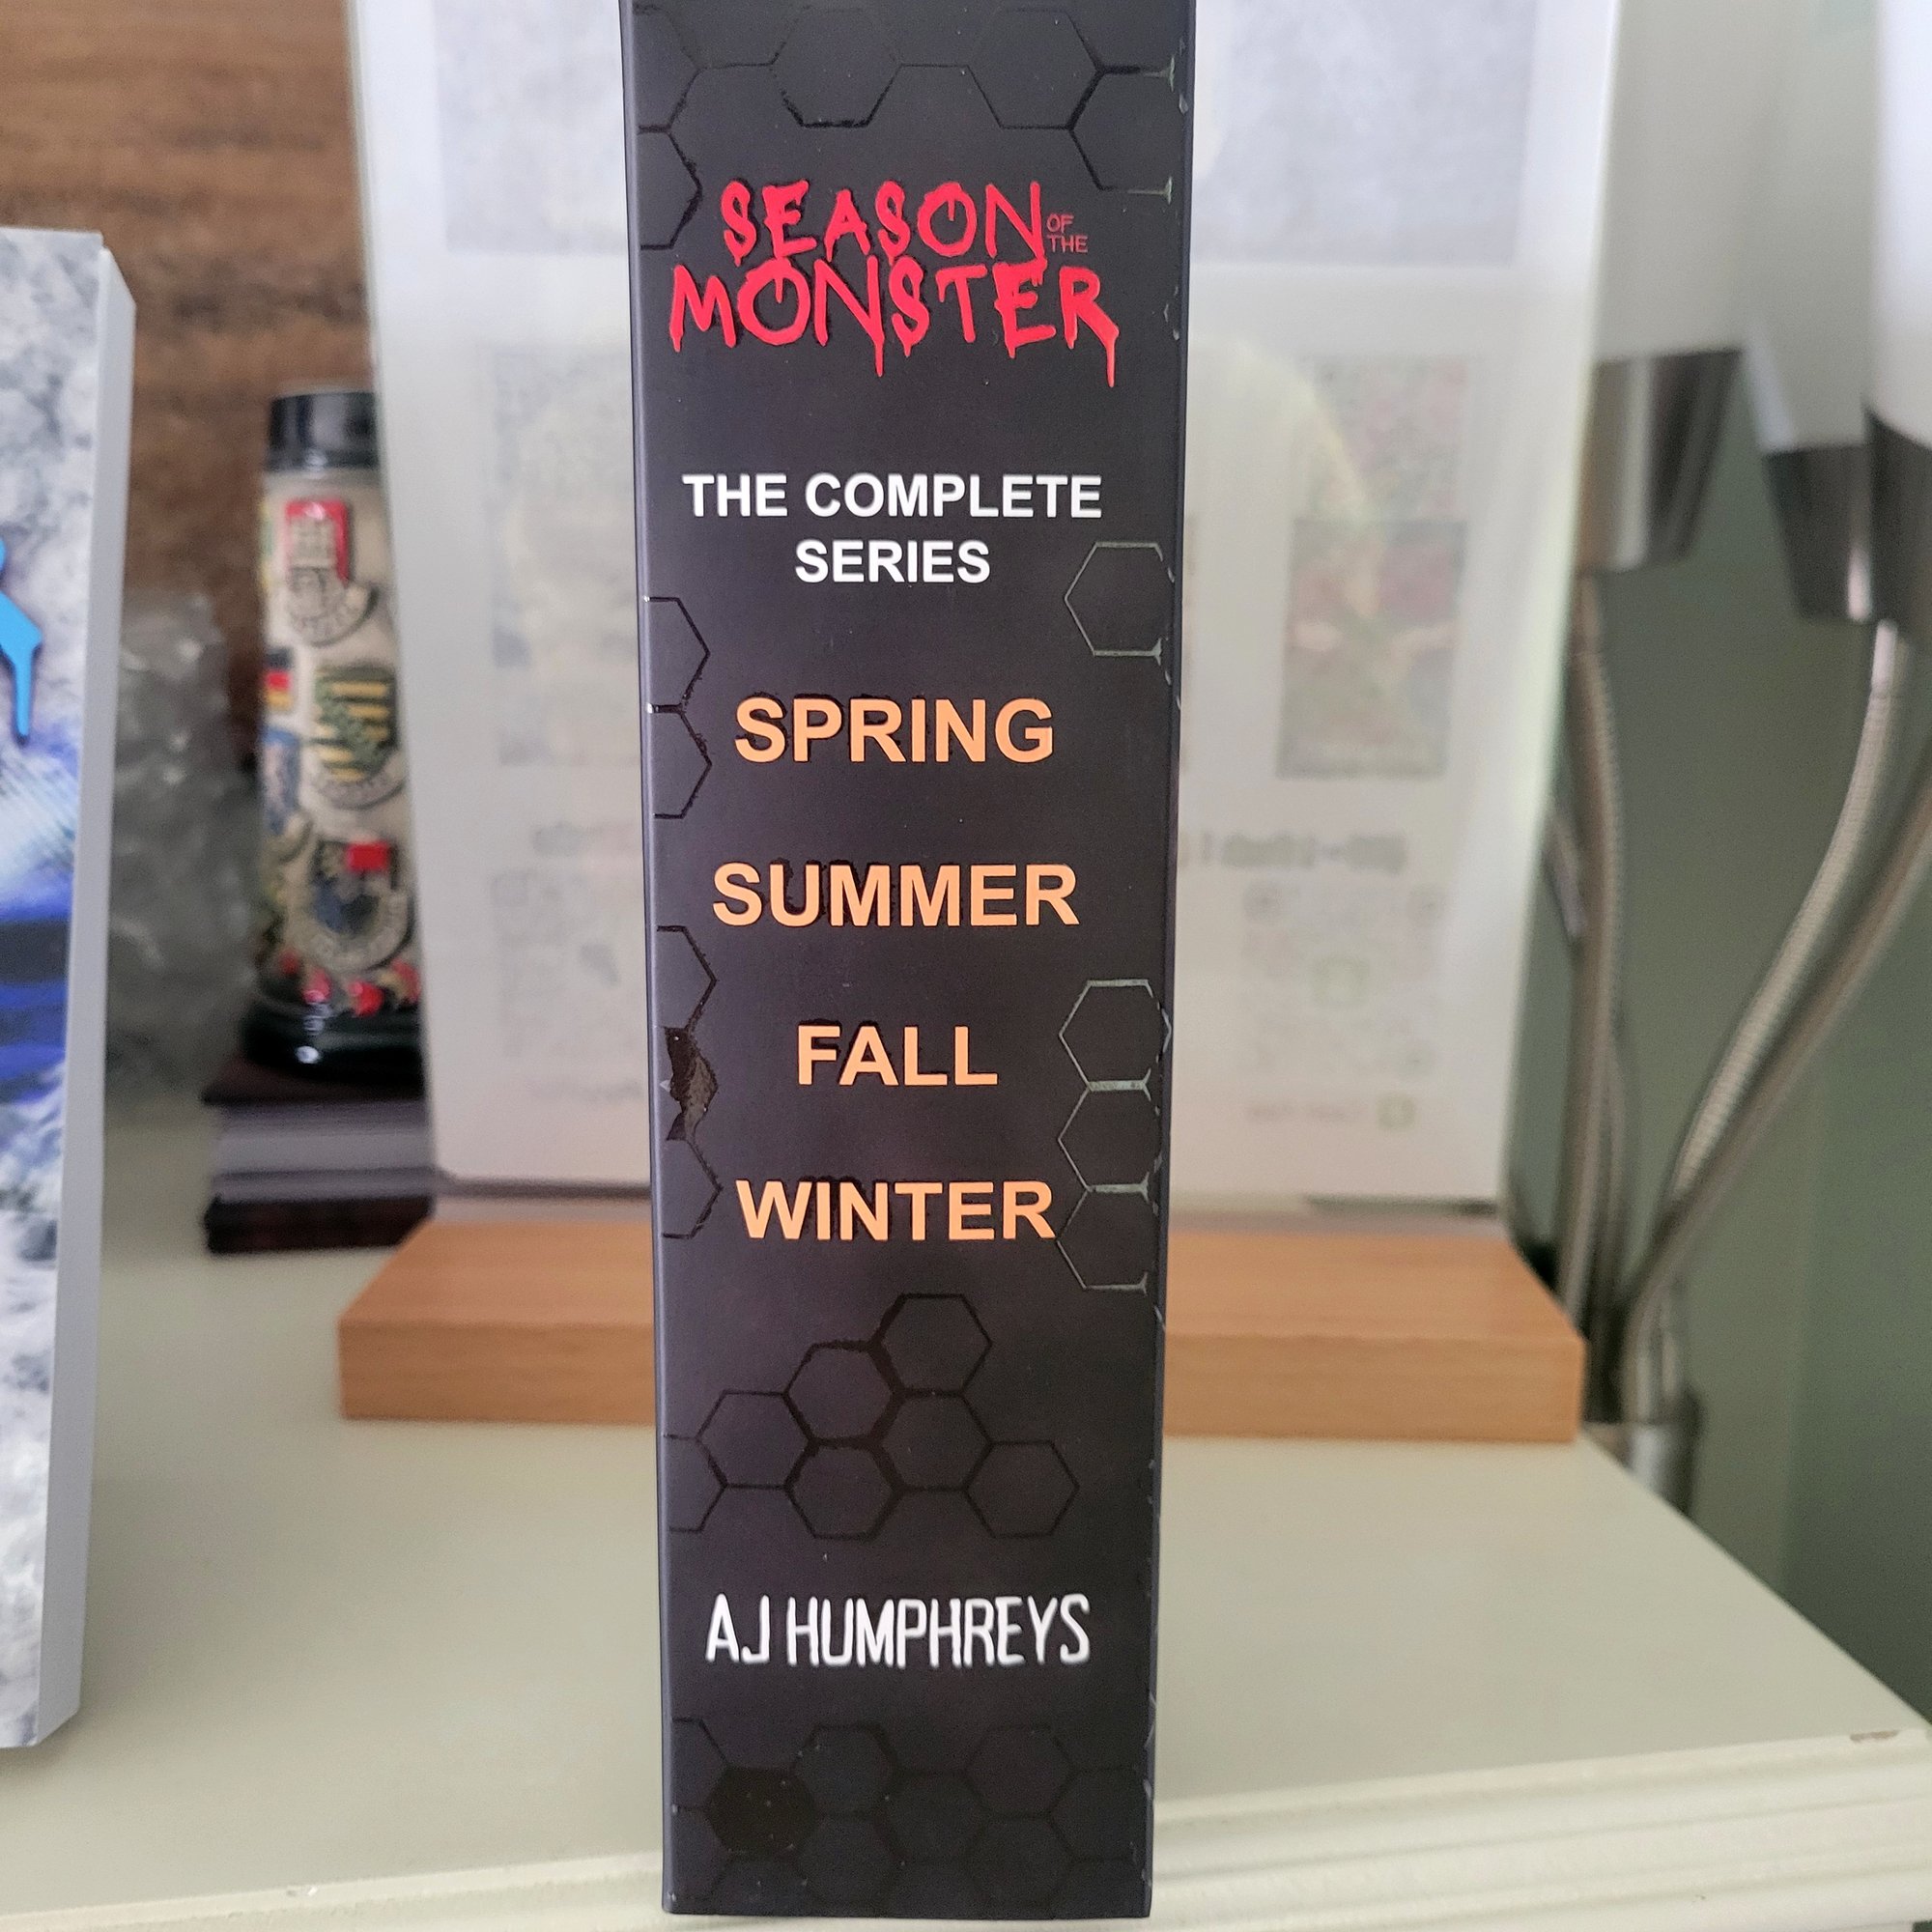 SEASON OF THE
MONSTER
THE COMPLETE
SERIES
SPRING
SUMMER
FALL
WINTER
AJ HUMPHREYS